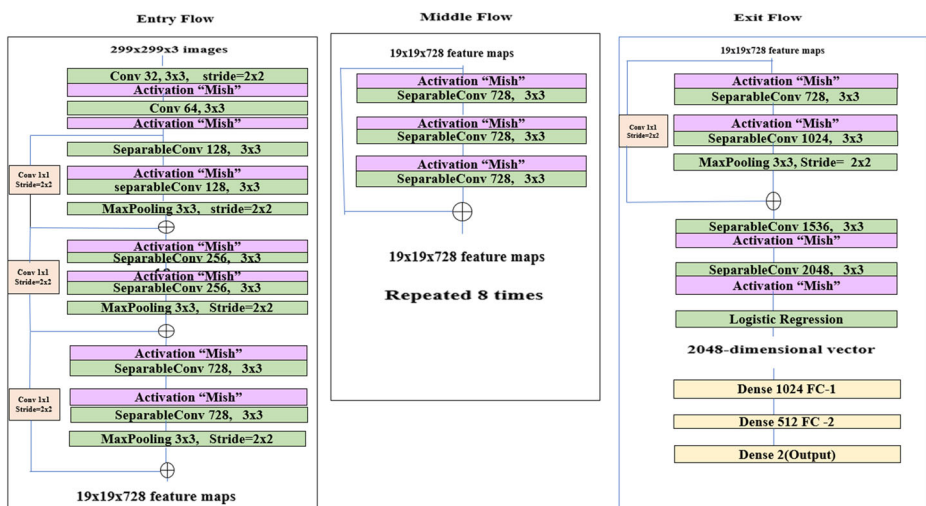 Entry Flow
299x299x3 images
Conv 32, 3x3, stride=2x2
Activation “Mish”
Conv 64, 3x3
Activation “Mish”
SeparableConv 128, 3x3
Activation “Mish”
separableConv 128, 3x3
MaxPooling 3x3, stride=2x2
Conv 1x1
Stride=2x2
Activation “Mish”
SeparableConv 256, 3x3
Activation “Mish”
SeparableConv 256, 3x3
MaxPooling 3x3, Stride=2x2
Conv 1x1
Stride=2x2
Activation “Mish”
SeparableConv 728, 3x3
Activation “Mish”
SeparableConv 728, 3x3
MaxPooling 3x3, Stride=2x2
Conv 1x1
Stride=2x2
19x19x728 feature maps
Middle Flow
19x19x728 feature maps
Activation “Mish”
SeparableConv 728, 3x3
Activation “Mish”
SeparableConv 728, 3x3
Activation “Mish”
SeparableConv 728, 3x3
19x19x728 feature maps
Repeated 8 times
Exit Flow
19x19x728 feature maps
Activation “Mish”
SeparableConv 728, 3x3
Activation “Mish”
SeparableConv 1024, 3x3
MaxPooling 3x3, Stride= 2x2
Conv 1x1
Stride=2x2
SeparableConv 1536, 3x3
Activation “Mish”
SeparableConv 2048, 3x3
Activation “Mish”
Logistic Regression
2048-dimensional vector
Dense 1024 FC-1
Dense 512 FC -2
Dense 2(Output)